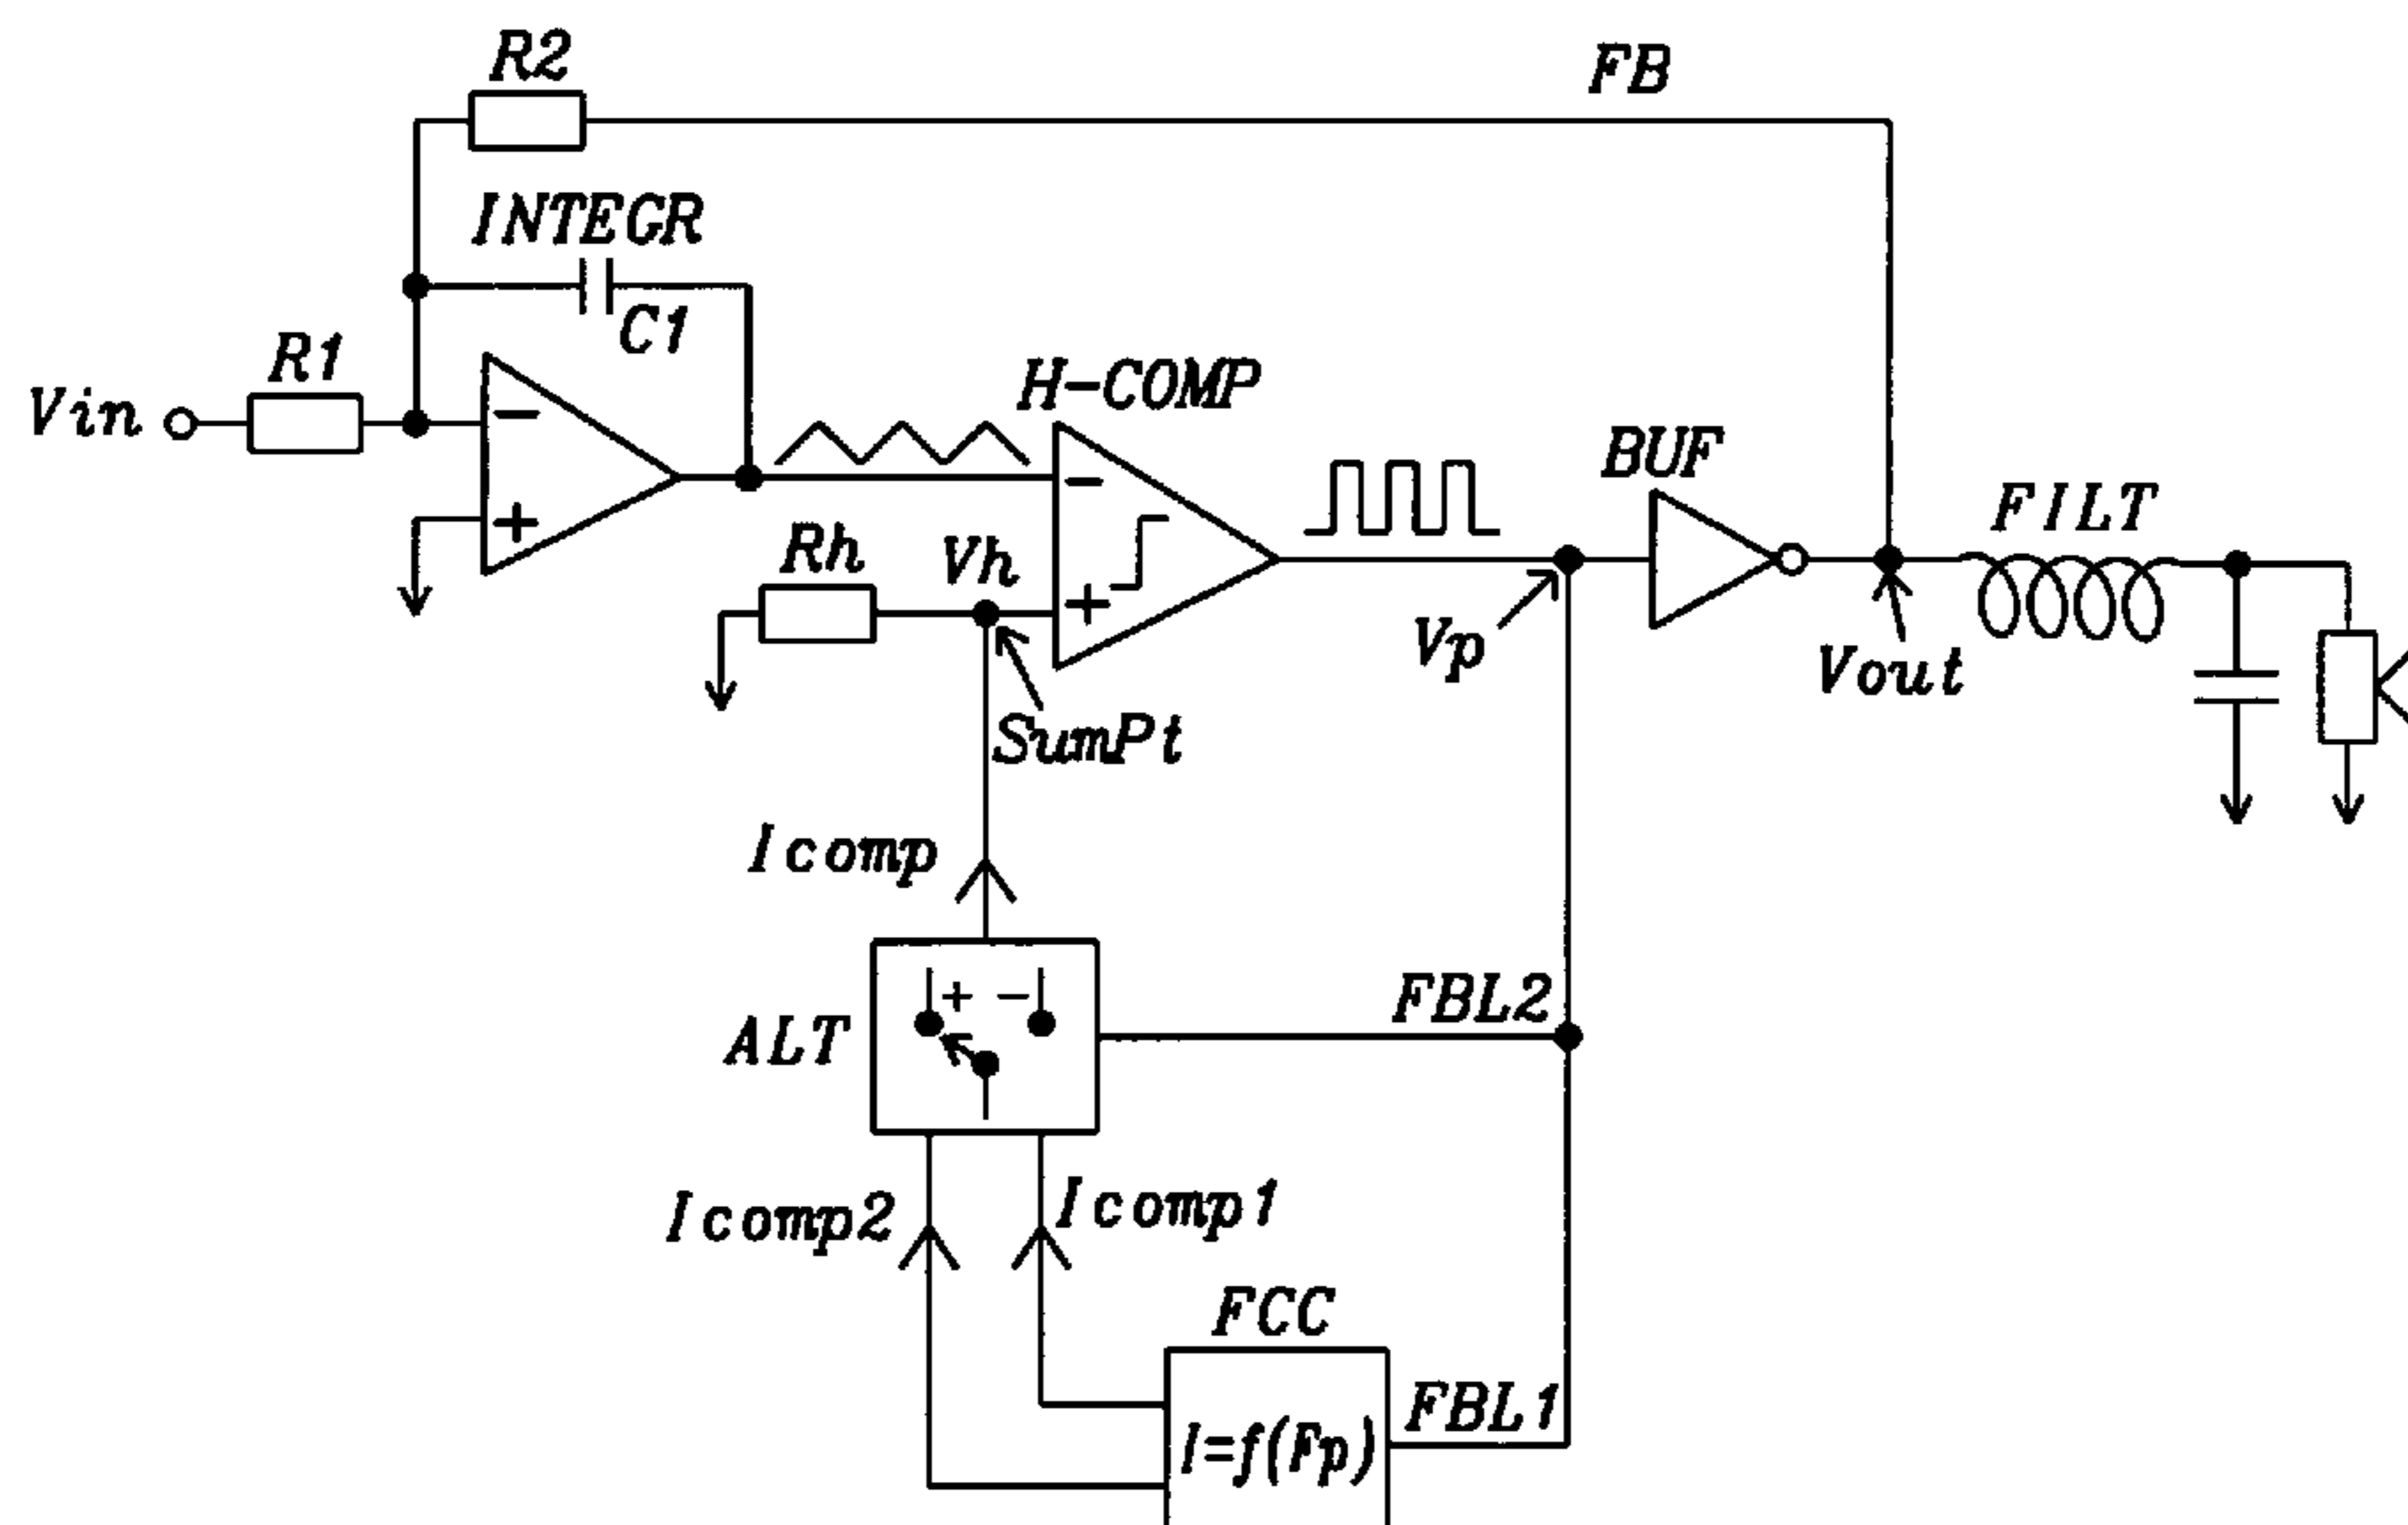 R2
FB
INTEGR
C1
R1
Vin
H-COMP
BUF
FILT
Rh
Vh
Vp
Vout
SumPt
Icomp
FBL2
ALT
+ -
Icomp2
Icomp1
FCC
FBL1
I=f(Fp)